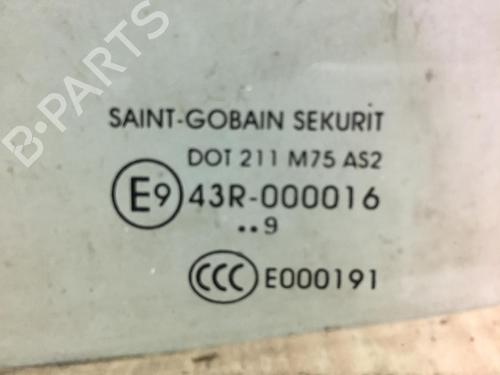 B-PARTS
SAINT-GOBAIN SEKURIT
DOT 211 M75 AS2
E9 43R-000016
••9
CCC E000191